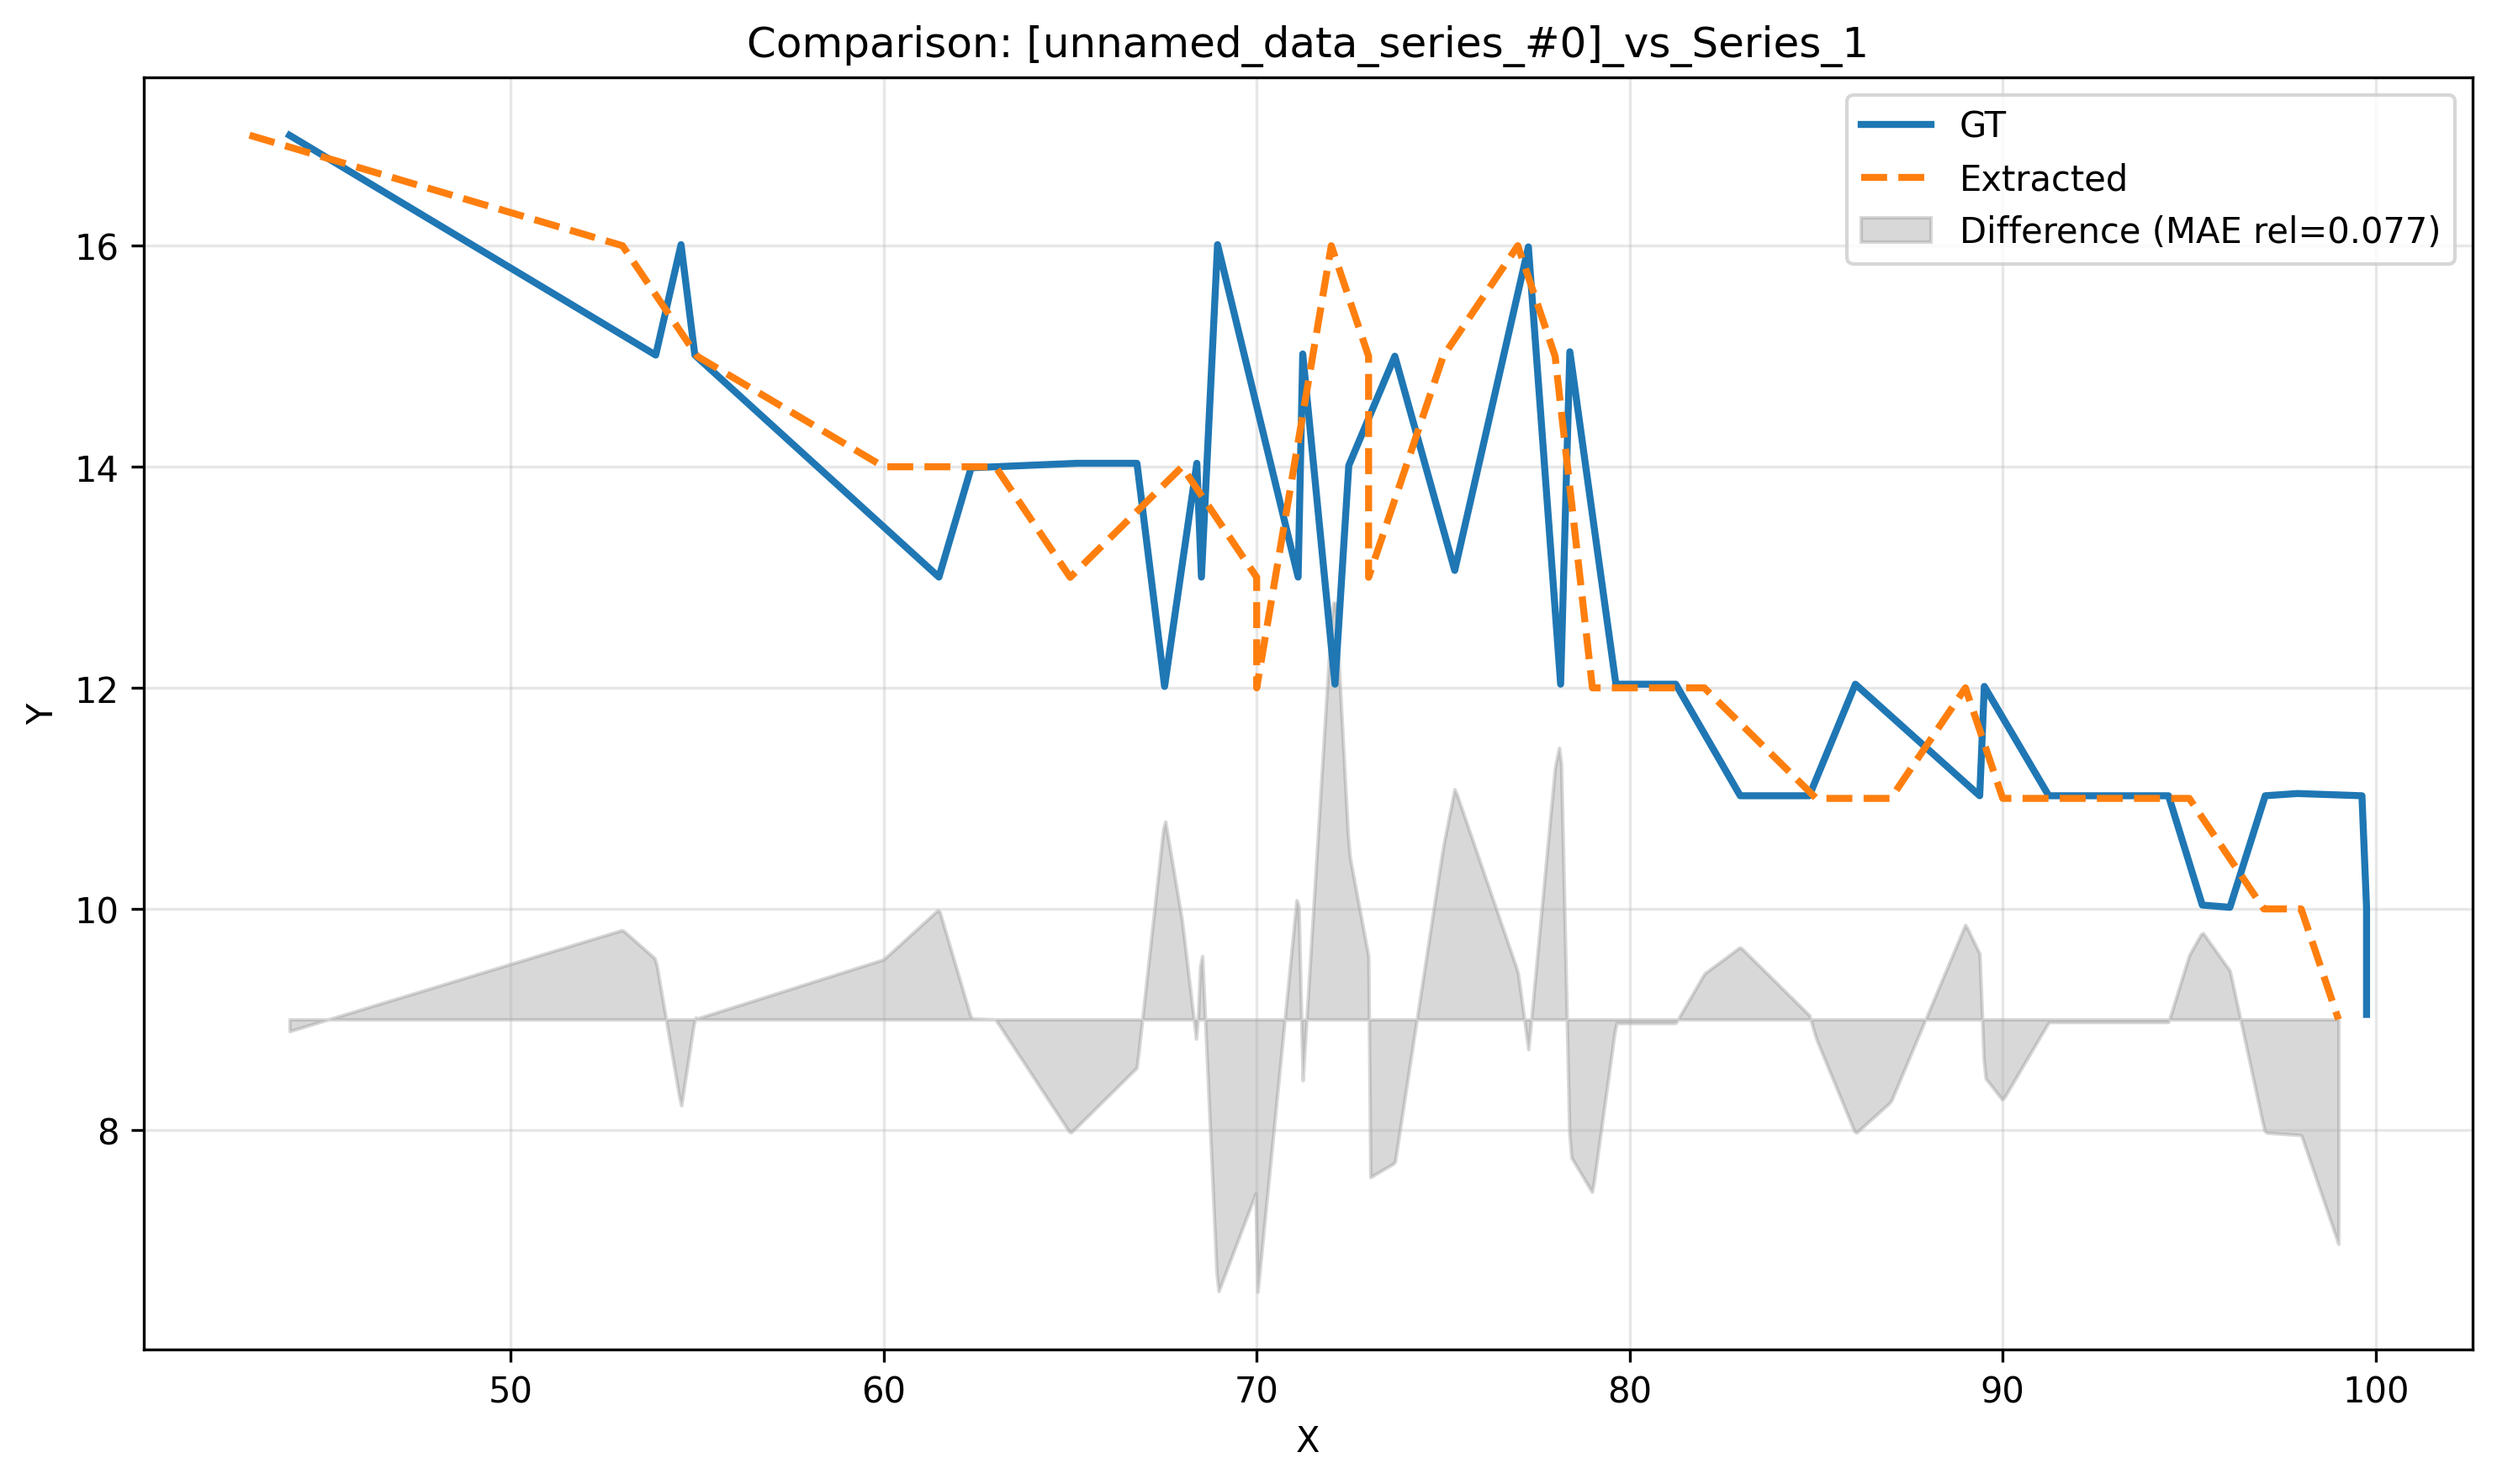 Comparison: [unnamed_data_series_#0]_vs_Series_1
GT
Extracted
Difference (MAE rel=0.077)
16
14
12
10
8
Y
50 60 70 80 90 100
X